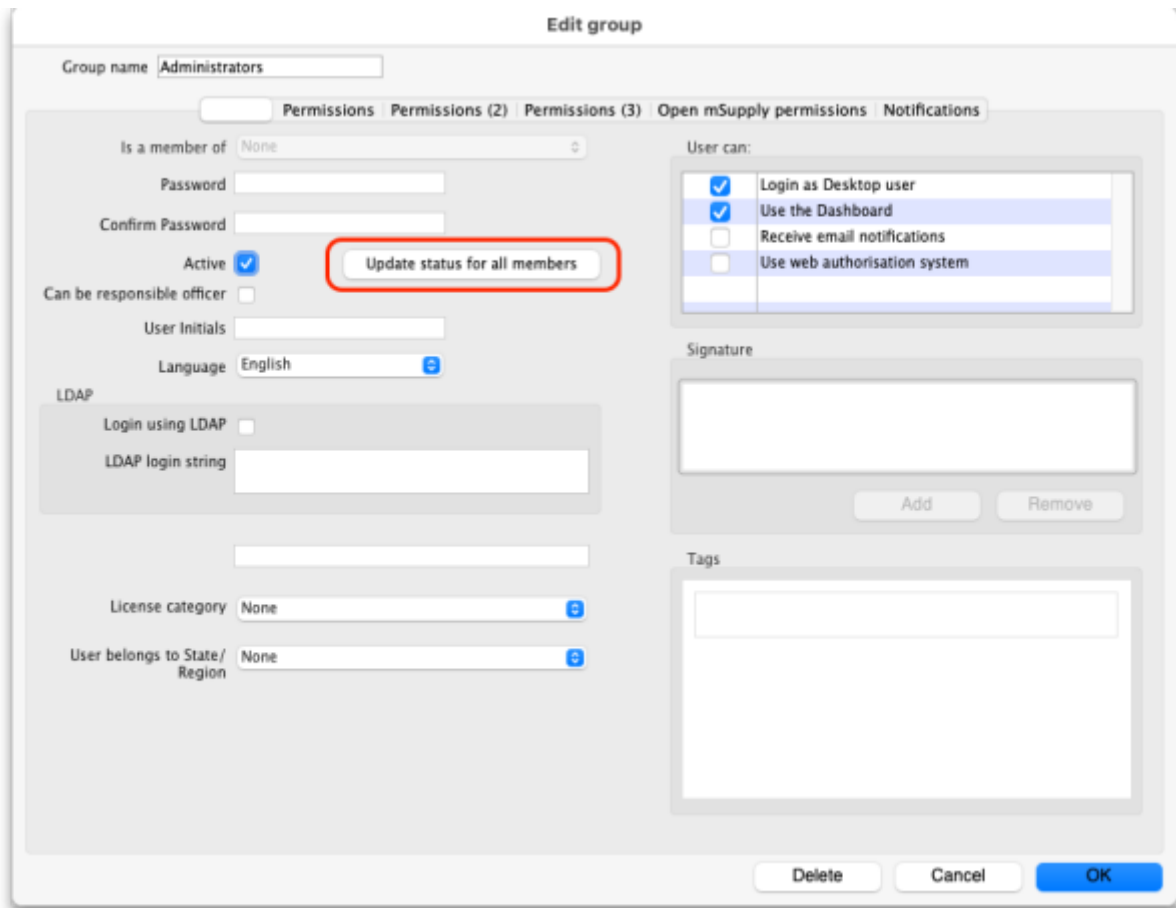 Edit group
Group name Administrators
Permissions Permissions (2) Permissions (3) Open mSupply permissions Notifications
Is a member of None
Password
Confirm Password
Active Update status for all members
Can be responsible officer
User Initials
Language English
LDAP
Login using LDAP
LDAP login string
License category None
User belongs to State/ None
Region
User can:
Login as Desktop user
Use the Dashboard
Receive email notifications
Use web authorisation system
Signature
Add Remove
Tags
Delete Cancel OK